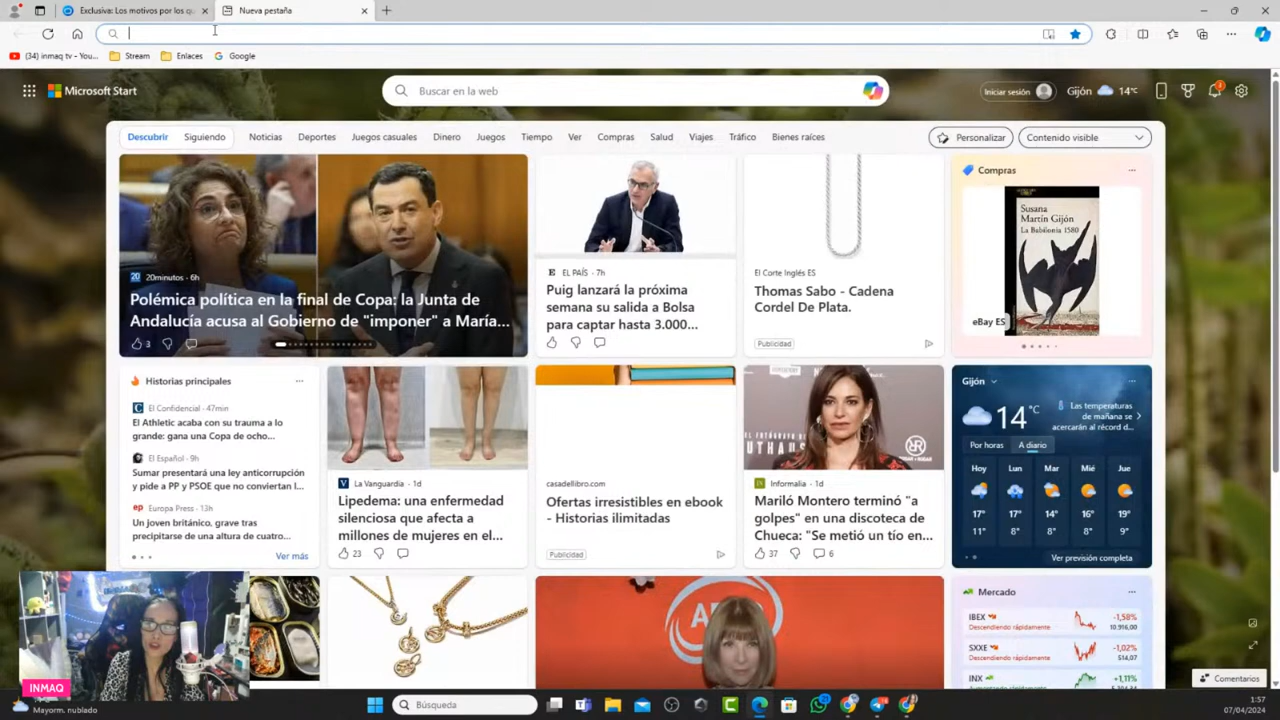 Exclusiva: Los motivos por los qu
Nueva pestaña
(34) inmaq tv - You...
Stream
Enlaces
Google
Microsoft Start
Buscar en la web
Iniciar sesión
Gijón
14°C
Descubrir
Siguiendo
Noticias
Deportes
Juegos casuales
Dinero
Juegos
Tiempo
Ver
Compras
Salud
Viajes
Tráfico
Bienes raíces
Personalizar
Contenido visible
20minutos · 6h
Polémica política en la final de Copa: la Junta de
Andalucía acusa al Gobierno de "imponer" a María...
3
EL PAÍS · 7h
Puig lanzará la próxima
semana su salida a Bolsa
para captar hasta 3.000...
El Corte Inglés ES
Thomas Sabo - Cadena
Cordel De Plata.
Publicidad
Compras
Susana
Martín Gijón
La Babilonia 1580
eBay ES
Historias principales
El Confidencial · 47min
El Athletic acaba con su trauma a lo
grande: gana una Copa de ocho...
El Español · 9h
Sumar presentará una ley anticorrupción
y pide a PP y PSOE que no conviertan l...
Europa Press · 13h
Un joven británico, grave tras
precipitarse de una altura de cuatro...
Ver más
La Vanguardia · 1d
Lipedema: una enfermedad
silenciosa que afecta a
millones de mujeres en el...
23
casadellibro.com
Ofertas irresistibles en ebook
- Historias ilimitadas
Publicidad
Informalia · 1d
Mariló Montero terminó "a
golpes" en una discoteca de
Chueca: "Se metió un tío en...
37
6
Gijón
14 °C
Las temperaturas
de mañana se
acercarán al récord d...
Por horas
A diario
Hoy
Lun
Mar
Mié
Jue
17°
17°
17°
16°
19°
11°
8°
8°
8°
9°
Ver previsión completa
Mercado
IBEX
-1,58%
Descendiendo rápidamente
10.916,00
SXXE
-1,02%
Descendiendo rápidamente
514,07
INX
+1,11%
Comentarios
INMAQ
Mayorm. nublado
Búsqueda
1:57
07/04/2024